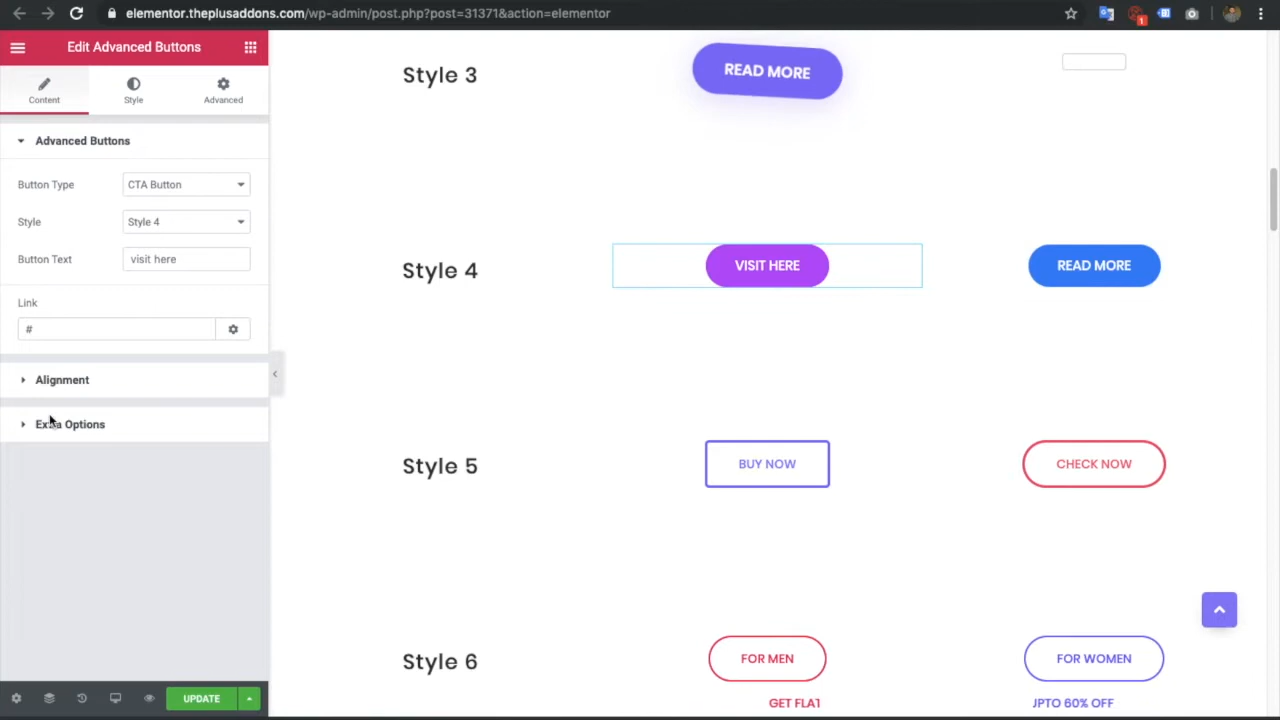 elementor.theplusaddons.com/wp-admin/post.php?post=31371&action=elementor
1
Edit Advanced Buttons
Content
Style
Advanced
Advanced Buttons
Button Type
CTA Button
Style
Style 4
Button Text
visit here
Link
#
Alignment
Extra Options
UPDATE
Style 3
READ MORE
Style 4
VISIT HERE
READ MORE
Style 5
BUY NOW
CHECK NOW
Style 6
FOR MEN
FOR WOMEN
GET FLAT
UPTO 60% OFF